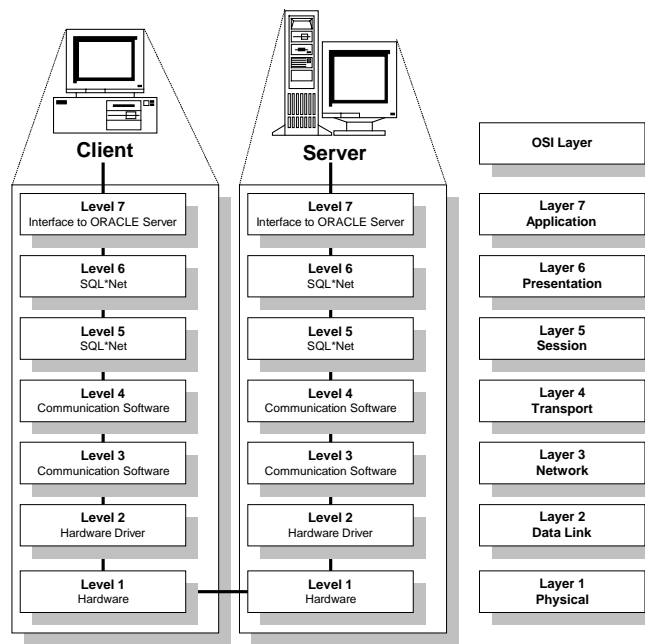 Client
Server
OSI Layer
Level 7
Interface to ORACLE Server
Level 7
Interface to ORACLE Server
Layer 7
Application
Level 6
SQL*Net
Level 6
SQL*Net
Layer 6
Presentation
Level 5
SQL*Net
Level 5
SQL*Net
Layer 5
Session
Level 4
Communication Software
Level 4
Communication Software
Layer 4
Transport
Level 3
Communication Software
Level 3
Communication Software
Layer 3
Network
Level 2
Hardware Driver
Level 2
Hardware Driver
Layer 2
Data Link
Level 1
Hardware
Level 1
Hardware
Layer 1
Physical